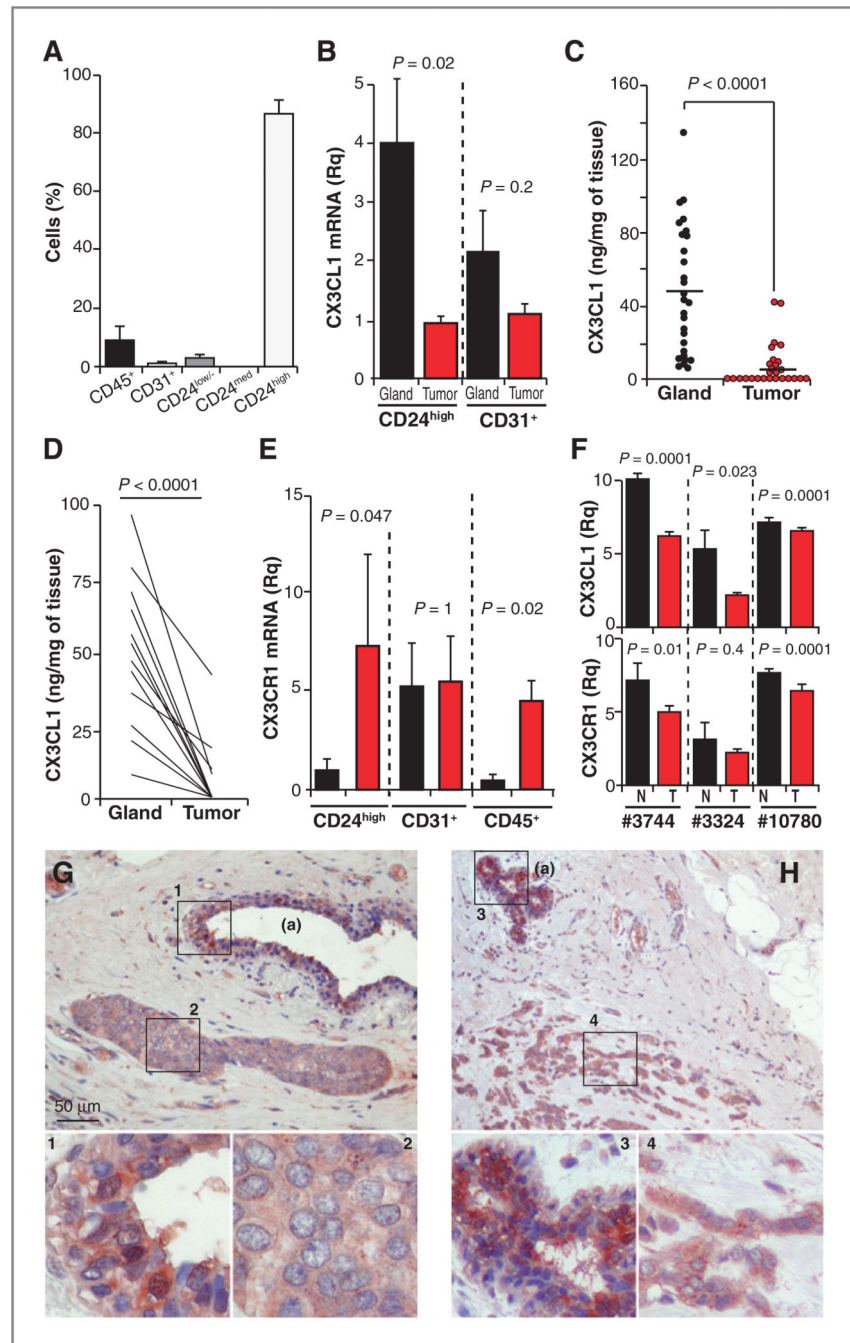 A
Cells (%)
100
80
60
40
20
0
CD45+
CD31+
CD24low/-
CD24med
CD24high
B
P = 0.02
CX3CL1 mRNA (Rq)
5
4
3
2
1
0
P = 0.2
Gland Tumor Gland Tumor
CD24high CD31+
C
P < 0.0001
CX3CL1 (ng/mg of tissue)
160
120
80
40
0
Gland Tumor
D
P < 0.0001
CX3CL1 (ng/mg of tissue)
100
75
50
25
0
Gland Tumor
E
CX3CR1 mRNA (Rq)
15
10
5
0
P = 0.047
P = 1
P = 0.02
CD24high CD31+ CD45+
F
CX3CL1 (Rq)
10
5
0
P = 0.0001
P = 0.023
P = 0.0001
CX3CR1 (Rq)
10
5
0
P = 0.01
P = 0.4
P = 0.0001
N T N T N T
#3744 #3324 #10780
G
1
(a)
2
50 µm
1
2
H
(a)
3
4
3
4